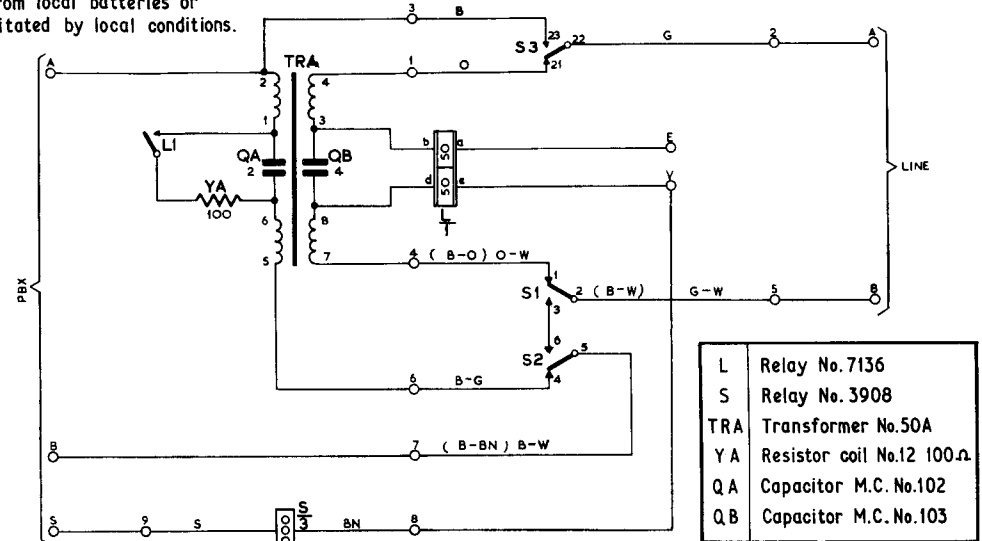 from local batteries or
itated by local conditions.
3 B
23
22
S3
21
G
2
A
A
TRA
2
4
1
O
1
3
L1
QA
2
QB
4
b
50
a
E
YA
100
d
50
e
V
L
1
LINE
6
8
5
7
4 (B-O) O-W
1
S1
2 (B-W)
G-W
5
B
3
PBX
6
S2
5
4
6 B-G
B
7 (B-BN) B-W
S
9
S
S
3
BN
8
L Relay No. 7136
S Relay No. 3908
TRA Transformer No.50A
YA Resistor coil No.12 100Ω
QA Capacitor M.C. No.102
QB Capacitor M.C. No.103